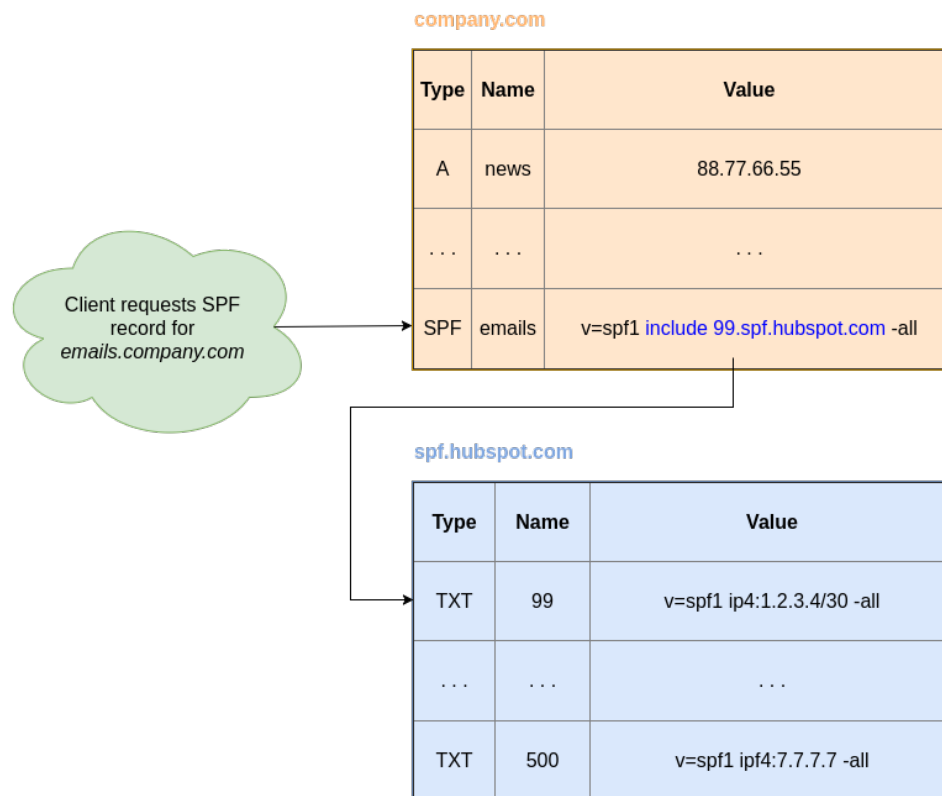 company.com
Type Name Value
A news 88.77.66.55
. . . . . . . . .
Client requests SPF
record for
emails.company.com
SPF emails v=spf1 include 99.spf.hubspot.com -all
spf.hubspot.com
Type Name Value
TXT 99 v=spf1 ip4:1.2.3.4/30 -all
. . . . . . . . .
TXT 500 v=spf1 ipf4:7.7.7.7 -all